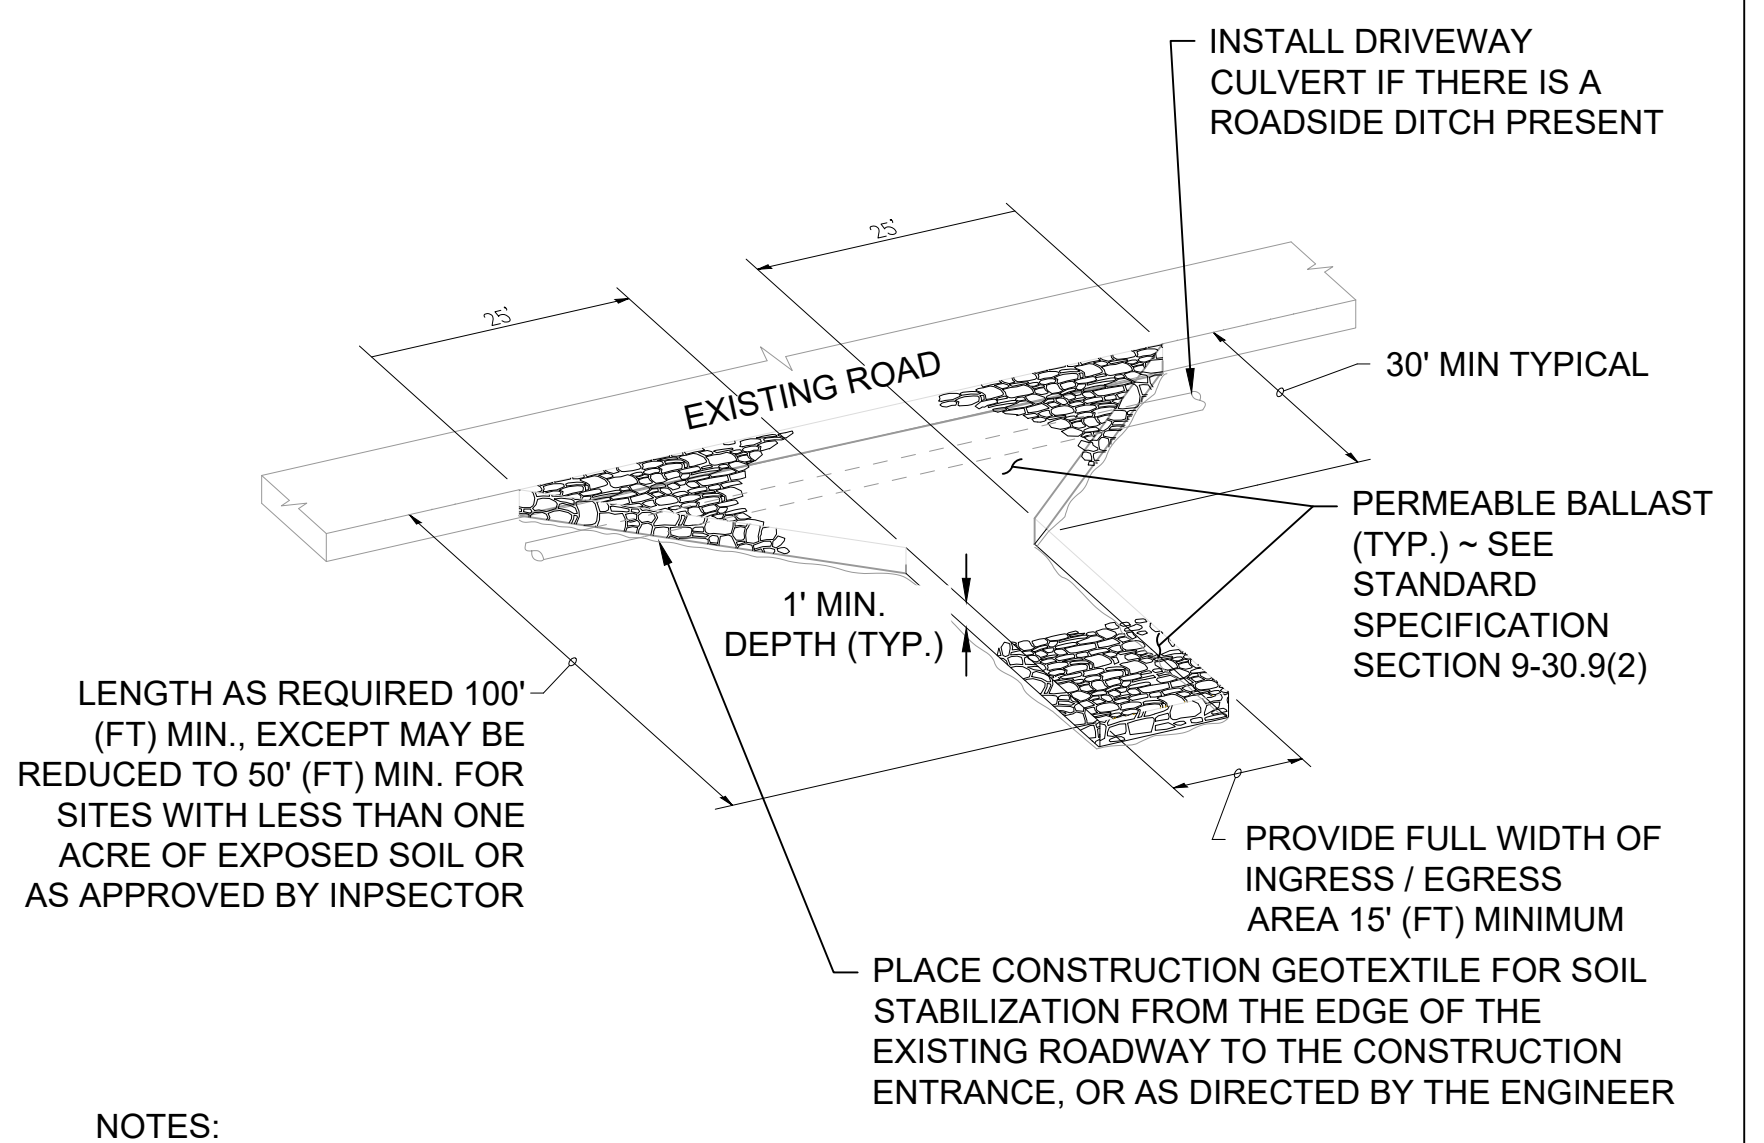 INSTALL DRIVEWAY
CULVERT IF THERE IS A
ROADSIDE DITCH PRESENT
25'
25'
EXISTING ROAD
30' MIN TYPICAL
PERMEABLE BALLAST
(TYP.) ~ SEE
STANDARD
SPECIFICATION
SECTION 9-30.9(2)
1' MIN.
DEPTH (TYP.)
LENGTH AS REQUIRED 100'
(FT) MIN., EXCEPT MAY BE
REDUCED TO 50' (FT) MIN. FOR
SITES WITH LESS THAN ONE
ACRE OF EXPOSED SOIL OR
AS APPROVED BY INPSECTOR
PROVIDE FULL WIDTH OF
INGRESS / EGRESS
AREA 15' (FT) MINIMUM
PLACE CONSTRUCTION GEOTEXTILE FOR SOIL
STABILIZATION FROM THE EDGE OF THE
EXISTING ROADWAY TO THE CONSTRUCTION
ENTRANCE, OR AS DIRECTED BY THE ENGINEER
NOTES: